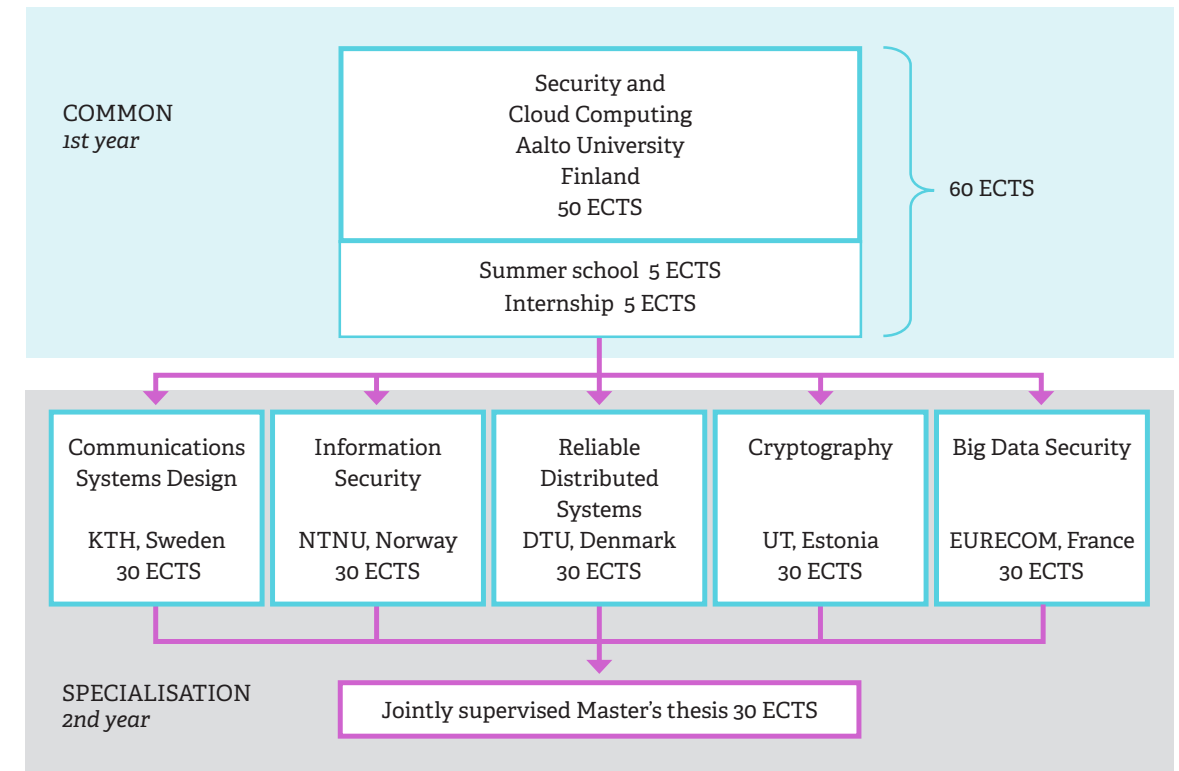 COMMON
1st year
Security and
Cloud Computing
Aalto University
Finland
50 ECTS
60 ECTS
Summer school  5 ECTS
Internship  5 ECTS
Communications
Systems Design
KTH, Sweden
30 ECTS
Information
Security
NTNU, Norway
30 ECTS
Reliable
Distributed
Systems
DTU, Denmark
30 ECTS
Cryptography
UT, Estonia
30 ECTS
Big Data Security
EURECOM, France
30 ECTS
SPECIALISATION
2nd year
Jointly supervised Master’s thesis 30 ECTS